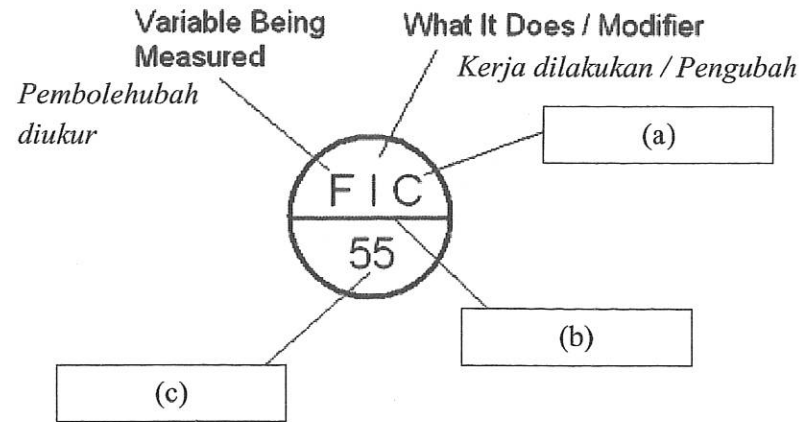 Variable Being
Measured
Pembolehubah
diukur
What It Does / Modifier
Kerja dilakukan / Pengubah
(a)
F I C
55
(b)
(c)